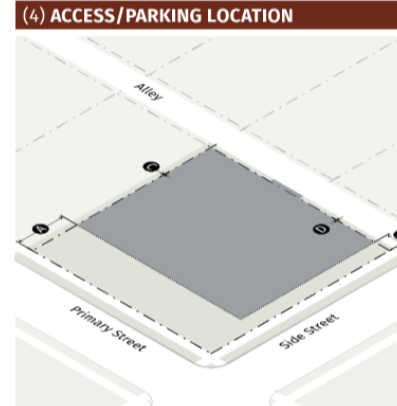 (4) ACCESS/PARKING LOCATION
Alley
C
A
D
Primary Street
Side Street